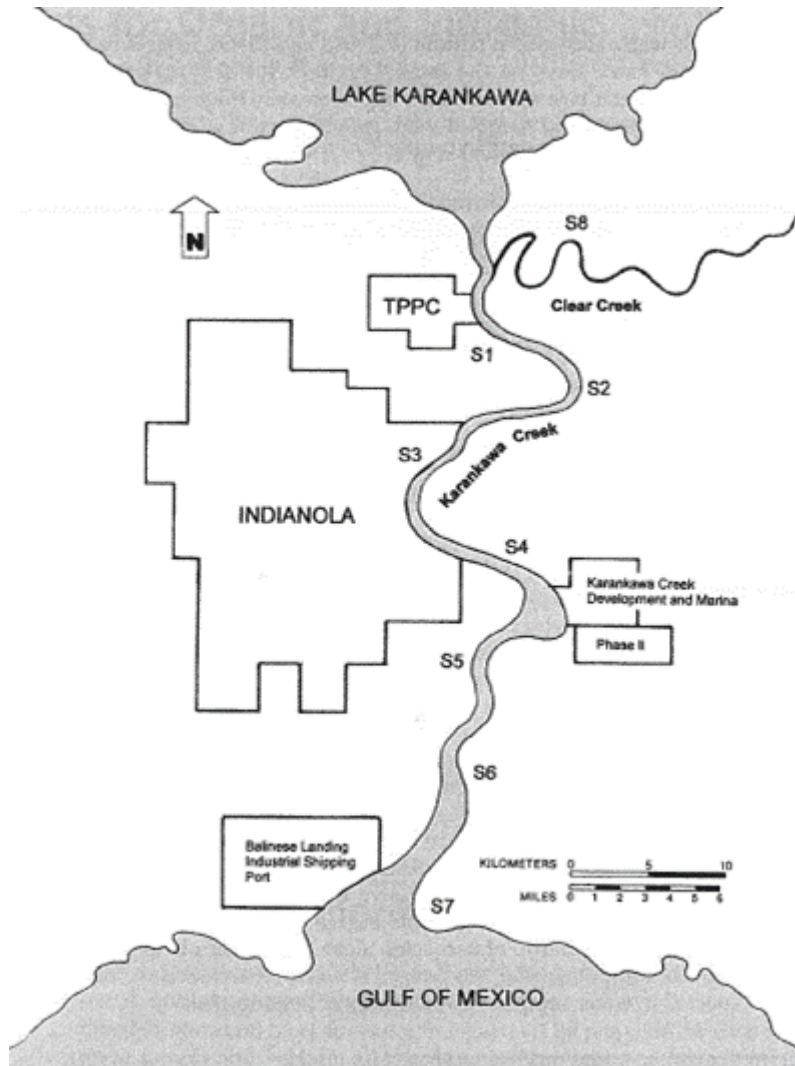 LAKE KARANKAWA
N
S8
TPPC
Clear Creek
S1
S2
Karankawa Creek
S3
INDIANOLA
S4
Karankawa Creek
Development and Marina
Phase II
S5
S6
Balinese Landing
Industrial Shipping
Port
KILOMETERS 0 5 10
MILES 0 1 2 3 4 5 6
S7
GULF OF MEXICO